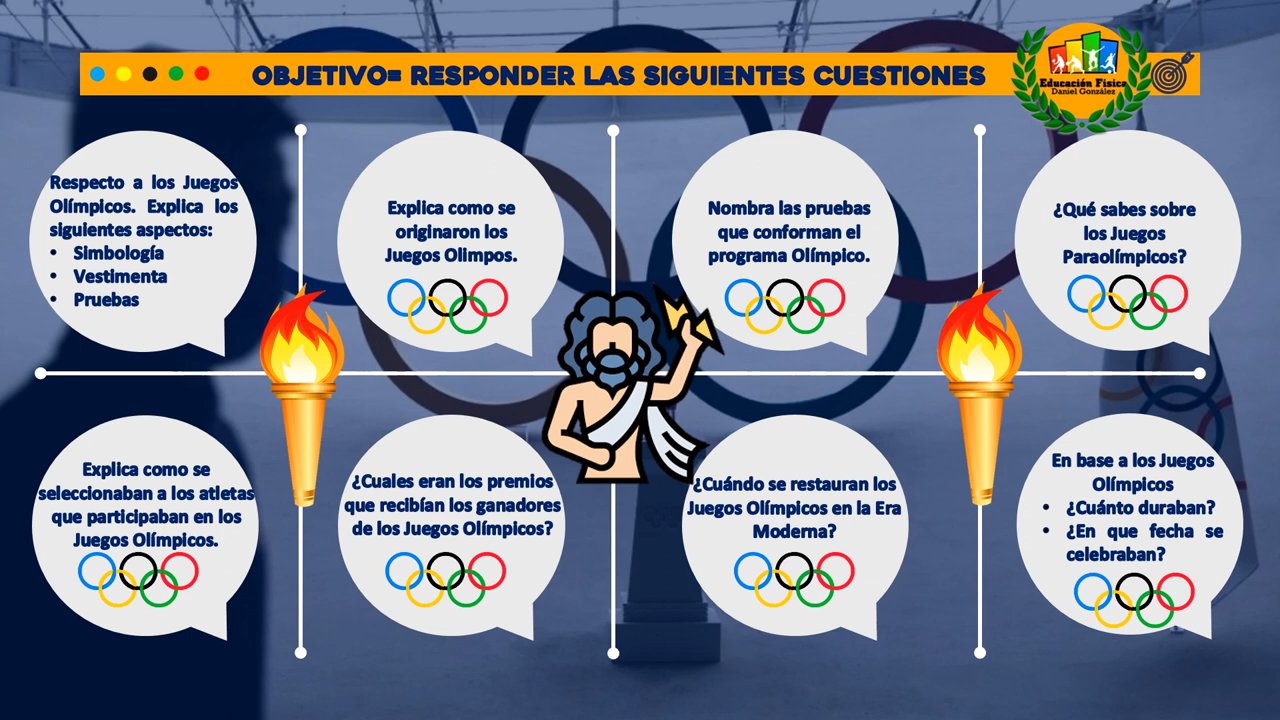 OBJETIVO= RESPONDER LAS SIGUIENTES CUESTIONES
Educación Física
Daniel González
Respecto a los Juegos
Olímpicos. Explica los
siguientes aspectos:
• Simbología
• Vestimenta
• Pruebas
Explica como se
originaron los
Juegos Olimpos.
Nombra las pruebas
que conforman el
programa Olímpico.
¿Qué sabes sobre
los Juegos
Paraolímpicos?
Explica como se
seleccionaban a los atletas
que participaban en los
Juegos Olímpicos.
¿Cuales eran los premios
que recibían los ganadores
de los Juegos Olímpicos?
¿Cuándo se restauran los
Juegos Olímpicos en la Era
Moderna?
En base a los Juegos
Olímpicos
• ¿Cuánto duraban?
• ¿En que fecha se
celebraban?